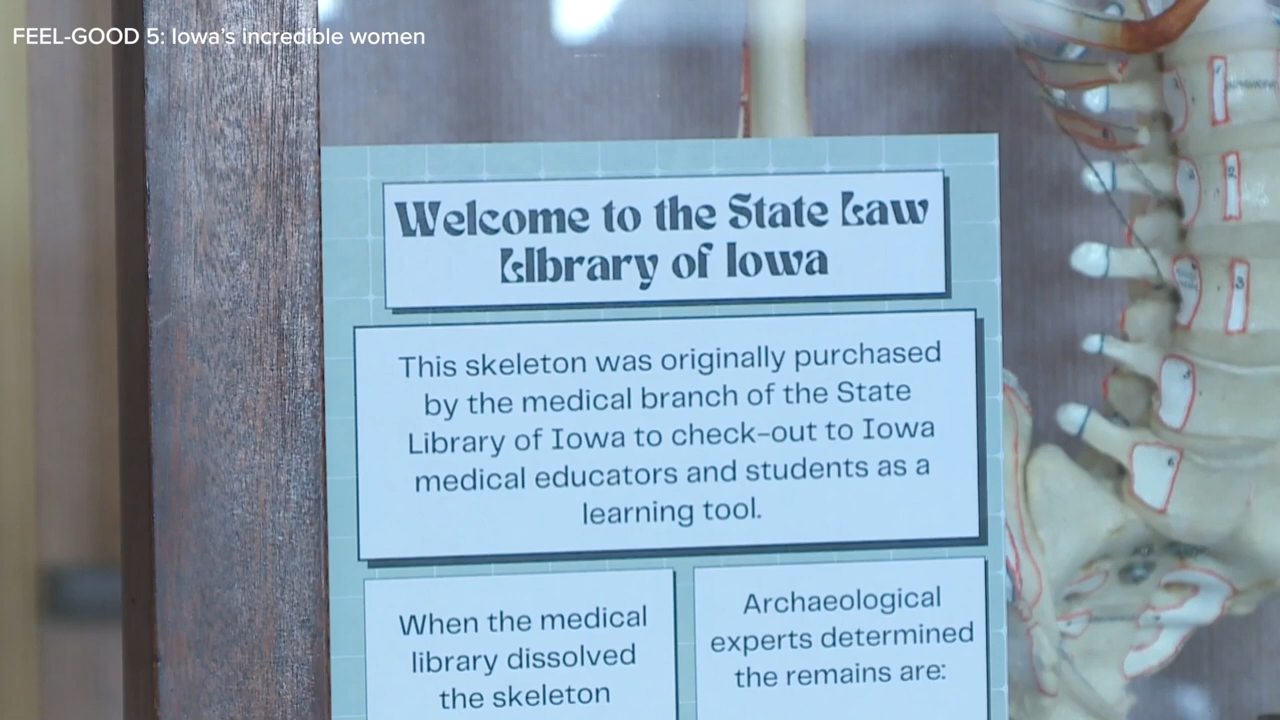 FEEL-GOOD 5: Iowa's incredible women
Welcome to the State Law
LIbrary of Iowa
This skeleton was originally purchased
by the medical branch of the State
Library of Iowa to check-out to Iowa
medical educators and students as a
learning tool.
When the medical
library dissolved
the skeleton
Archaeological
experts determined
the remains are:
2
3